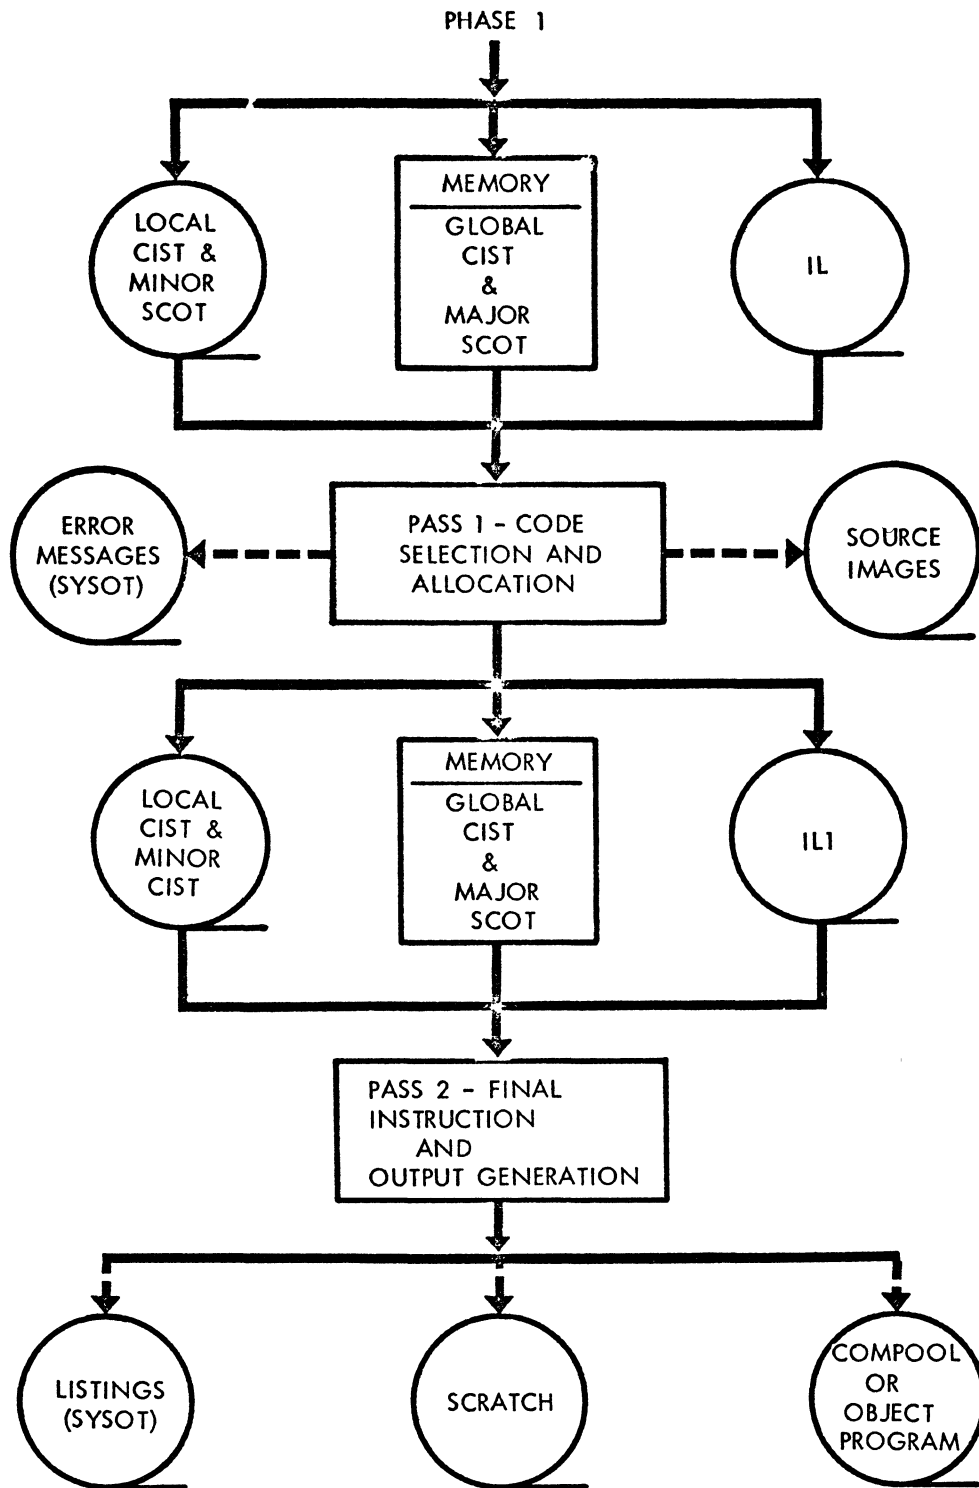 PHASE 1
LOCAL
CIST &
MINOR
SCOT
MEMORY
GLOBAL
CIST
&
MAJOR
SCOT
IL
ERROR
MESSAGES
(SYSOT)
PASS 1 - CODE
SELECTION AND
ALLOCATION
SOURCE
IMAGES
LOCAL
CIST &
MINOR
CIST
MEMORY
GLOBAL
CIST
&
MAJOR
SCOT
IL1
PASS 2 - FINAL
INSTRUCTION
AND
OUTPUT GENERATION
LISTINGS
(SYSOT)
SCRATCH
COMPOOL
OR
OBJECT
PROGRAM